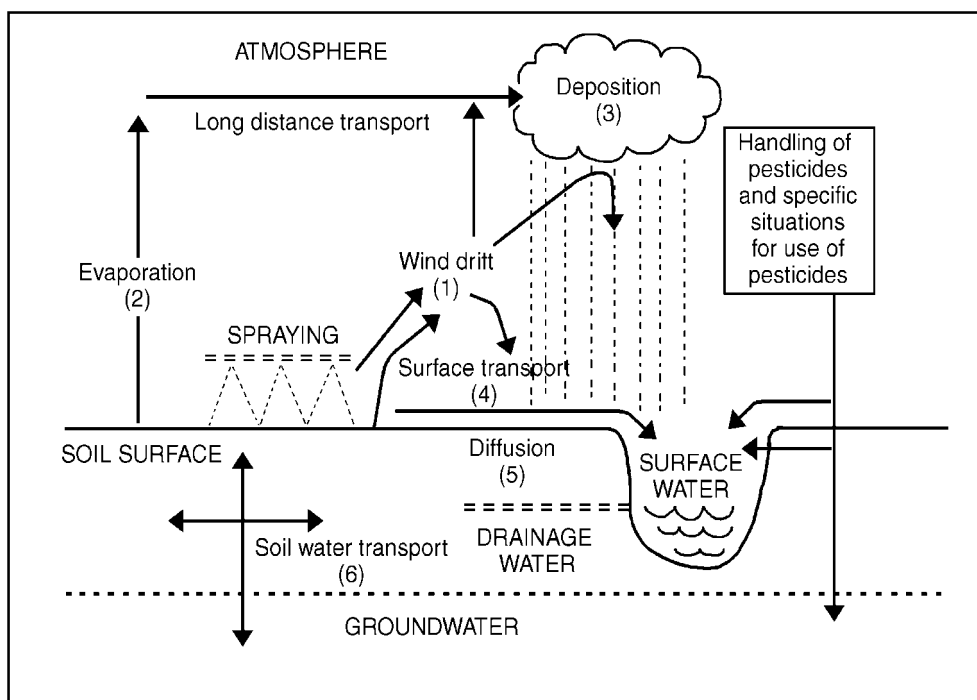 ATMOSPHERE
Deposition
(3)
Long distance transport
Handling of
pesticides
and specific
situations
for use of
pesticides
Evaporation
(2)
Wind dritt
(1)
SPRAYING
Surface transport
(4)
SOIL SURFACE
Diffusion
(5)
SURFACE
WATER
DRAINAGE
WATER
Soil water transport
(6)
GROUNDWATER